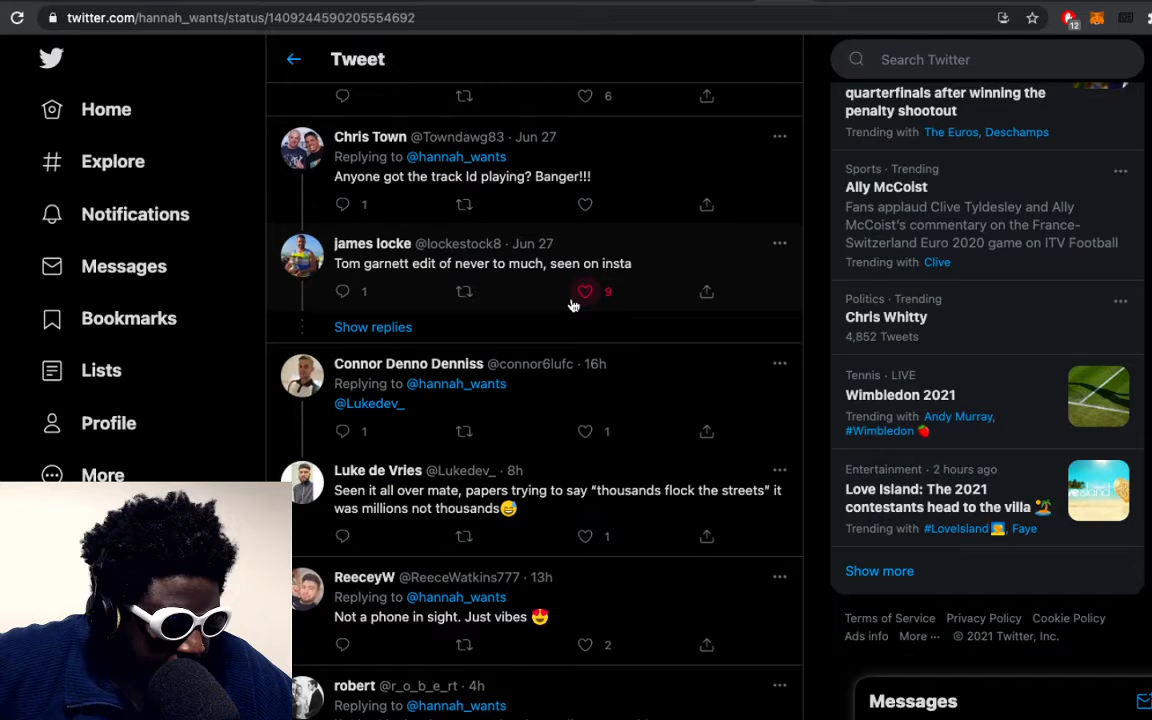 twitter.com/hannah_wants/status/1409244590205554692
12
Home
Explore
Notifications
Messages
Bookmarks
Lists
Profile
More
Tweet
6
Chris Town @Towndawg83 · Jun 27
Replying to @hannah_wants
Anyone got the track Id playing? Banger!!!
1
james locke @lockestock8 · Jun 27
Tom garnett edit of never to much, seen on insta
1 9
Show replies
Connor Denno Denniss @connor6lufc · 16h
Replying to @hannah_wants
@Lukedev_
1 1
Luke de Vries @Lukedev_ · 8h
Seen it all over mate, papers trying to say “thousands flock the streets” it
was millions not thousands😅
1
ReeceyW @ReeceWatkins777 · 13h
Replying to @hannah_wants
Not a phone in sight. Just vibes 😍
2
robert @r_o_b_e_r_t · 4h
Replying to @hannah_wants
Search Twitter
quarterfinals after winning the
penalty shootout
Trending with The Euros, Deschamps
Sports · Trending
Ally McCoist
Fans applaud Clive Tyldesley and Ally
McCoist's commentary on the France-
Switzerland Euro 2020 game on ITV Football
Trending with Clive
Politics · Trending
Chris Whitty
4,852 Tweets
Tennis · LIVE
Wimbledon 2021
Trending with Andy Murray,
#Wimbledon 🍓
Entertainment · 2 hours ago
Love Island: The 2021
contestants head to the villa 🏝️
Trending with #LoveIsland, Faye
Show more
Terms of Service Privacy Policy Cookie Policy
Ads info More ··· © 2021 Twitter, Inc.
Messages